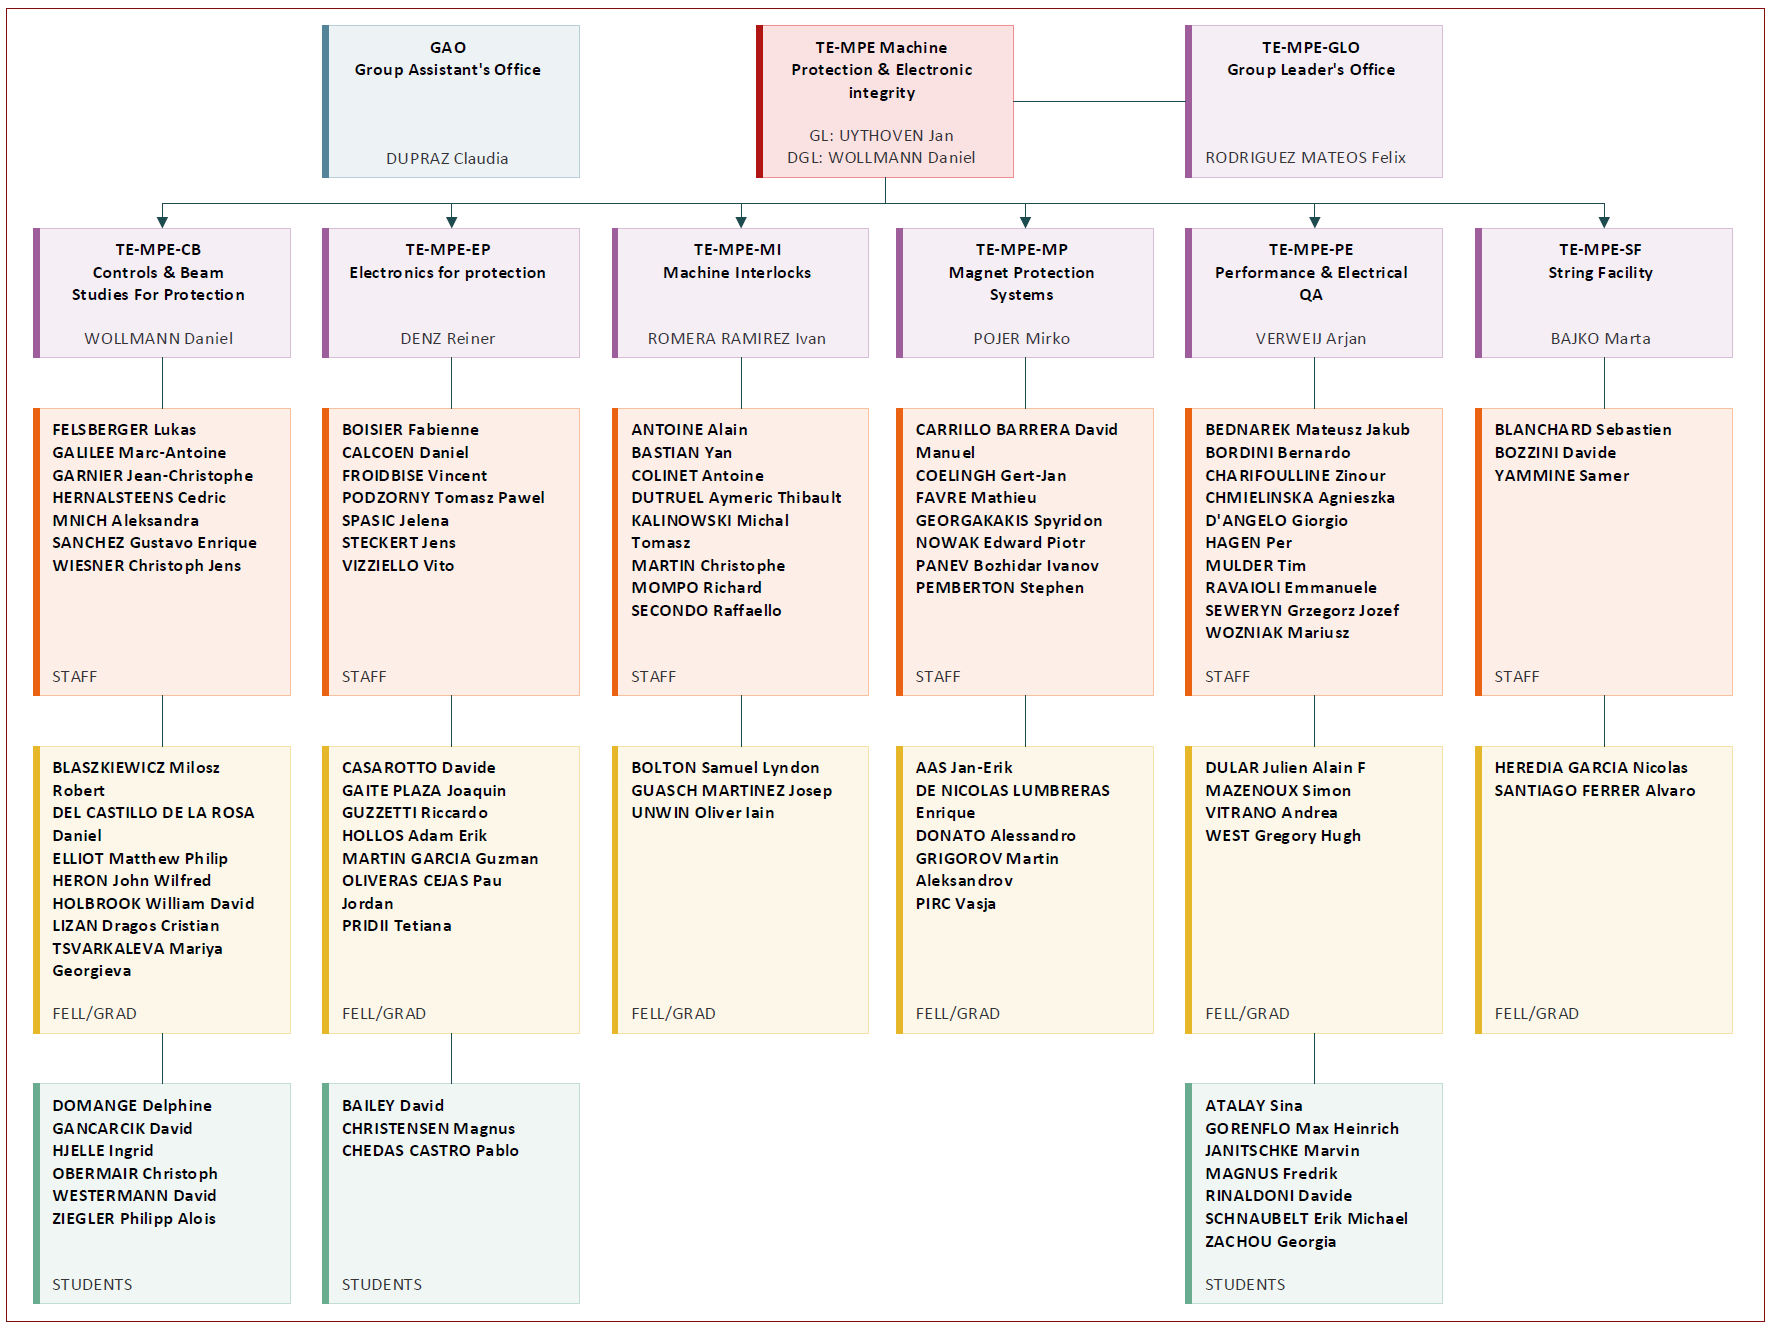 GAO
Group Assistant's Office
DUPRAZ Claudia
TE-MPE Machine
Protection & Electronic
integrity
GL: UYTHOVEN Jan
DGL: WOLLMANN Daniel
TE-MPE-GLO
Group Leader's Office
RODRIGUEZ MATEOS Felix
TE-MPE-CB
Controls & Beam
Studies For Protection
WOLLMANN Daniel
TE-MPE-EP
Electronics for protection
DENZ Reiner
TE-MPE-MI
Machine Interlocks
ROMERA RAMIREZ Ivan
TE-MPE-MP
Magnet Protection
Systems
POJER Mirko
TE-MPE-PE
Performance & Electrical
QA
VERWEIJ Arjan
TE-MPE-SF
String Facility
BAJKO Marta
FELSBERGER Lukas
GALILEE Marc-Antoine
GARNIER Jean-Christophe
HERNALSTEENS Cedric
MNICH Aleksandra
SANCHEZ Gustavo Enrique
WIESNER Christoph Jens
STAFF
BOISIER Fabienne
CALCOEN Daniel
FROIDBISE Vincent
PODZORNY Tomasz Pawel
SPASIC Jelena
STECKERT Jens
VIZZIELLO Vito
STAFF
ANTOINE Alain
BASTIAN Yan
COLINET Antoine
DUTRUEL Aymeric Thibault
KALINOWSKI Michal
Tomasz
MARTIN Christophe
MOMPO Richard
SECONDO Raffaello
STAFF
CARRILLO BARRERA David
Manuel
COELINGH Gert-Jan
FAVRE Mathieu
GEORGAKAKIS Spyridon
NOWAK Edward Piotr
PANEV Bozhidar Ivanov
PEMBERTON Stephen
STAFF
BEDNAREK Mateusz Jakub
BORDINI Bernardo
CHARIFOULLINE Zinour
CHMIELINSKA Agnieszka
D'ANGELO Giorgio
HAGEN Per
MULDER Tim
RAVAIOLI Emmanuele
SEWERYN Grzegorz Jozef
WOZNIAK Mariusz
STAFF
BLANCHARD Sebastien
BOZZINI Davide
YAMMINE Samer
STAFF
BLASZKIEWICZ Milosz
Robert
DEL CASTILLO DE LA ROSA
Daniel
ELLIOT Matthew Philip
HERON John Wilfred
HOLBROOK William David
LIZAN Dragos Cristian
TSVARKALEVA Mariya
Georgieva
FELL/GRAD
CASAROTTO Davide
GAITE PLAZA Joaquin
GUZZETTI Riccardo
HOLLOS Adam Erik
MARTIN GARCIA Guzman
OLIVERAS CEJAS Pau
Jordan
PRIDII Tetiana
FELL/GRAD
BOLTON Samuel Lyndon
GUASCH MARTINEZ Josep
UNWIN Oliver Iain
FELL/GRAD
AAS Jan-Erik
DE NICOLAS LUMBRERAS
Enrique
DONATO Alessandro
GRIGOROV Martin
Aleksandrov
PIRC Vasja
FELL/GRAD
DULAR Julien Alain F
MAZENOUX Simon
VITRANO Andrea
WEST Gregory Hugh
FELL/GRAD
HEREDIA GARCIA Nicolas
SANTIAGO FERRER Alvaro
FELL/GRAD
DOMANGE Delphine
GANCARCIK David
HJELLE Ingrid
OBERMAIR Christoph
WESTERMANN David
ZIEGLER Philipp Alois
STUDENTS
BAILEY David
CHRISTENSEN Magnus
CHEDAS CASTRO Pablo
STUDENTS
ATALAY Sina
GORENFLO Max Heinrich
JANITSCHKE Marvin
MAGNUS Fredrik
RINALDONI Davide
SCHNAUBELT Erik Michael
ZACHOU Georgia
STUDENTS